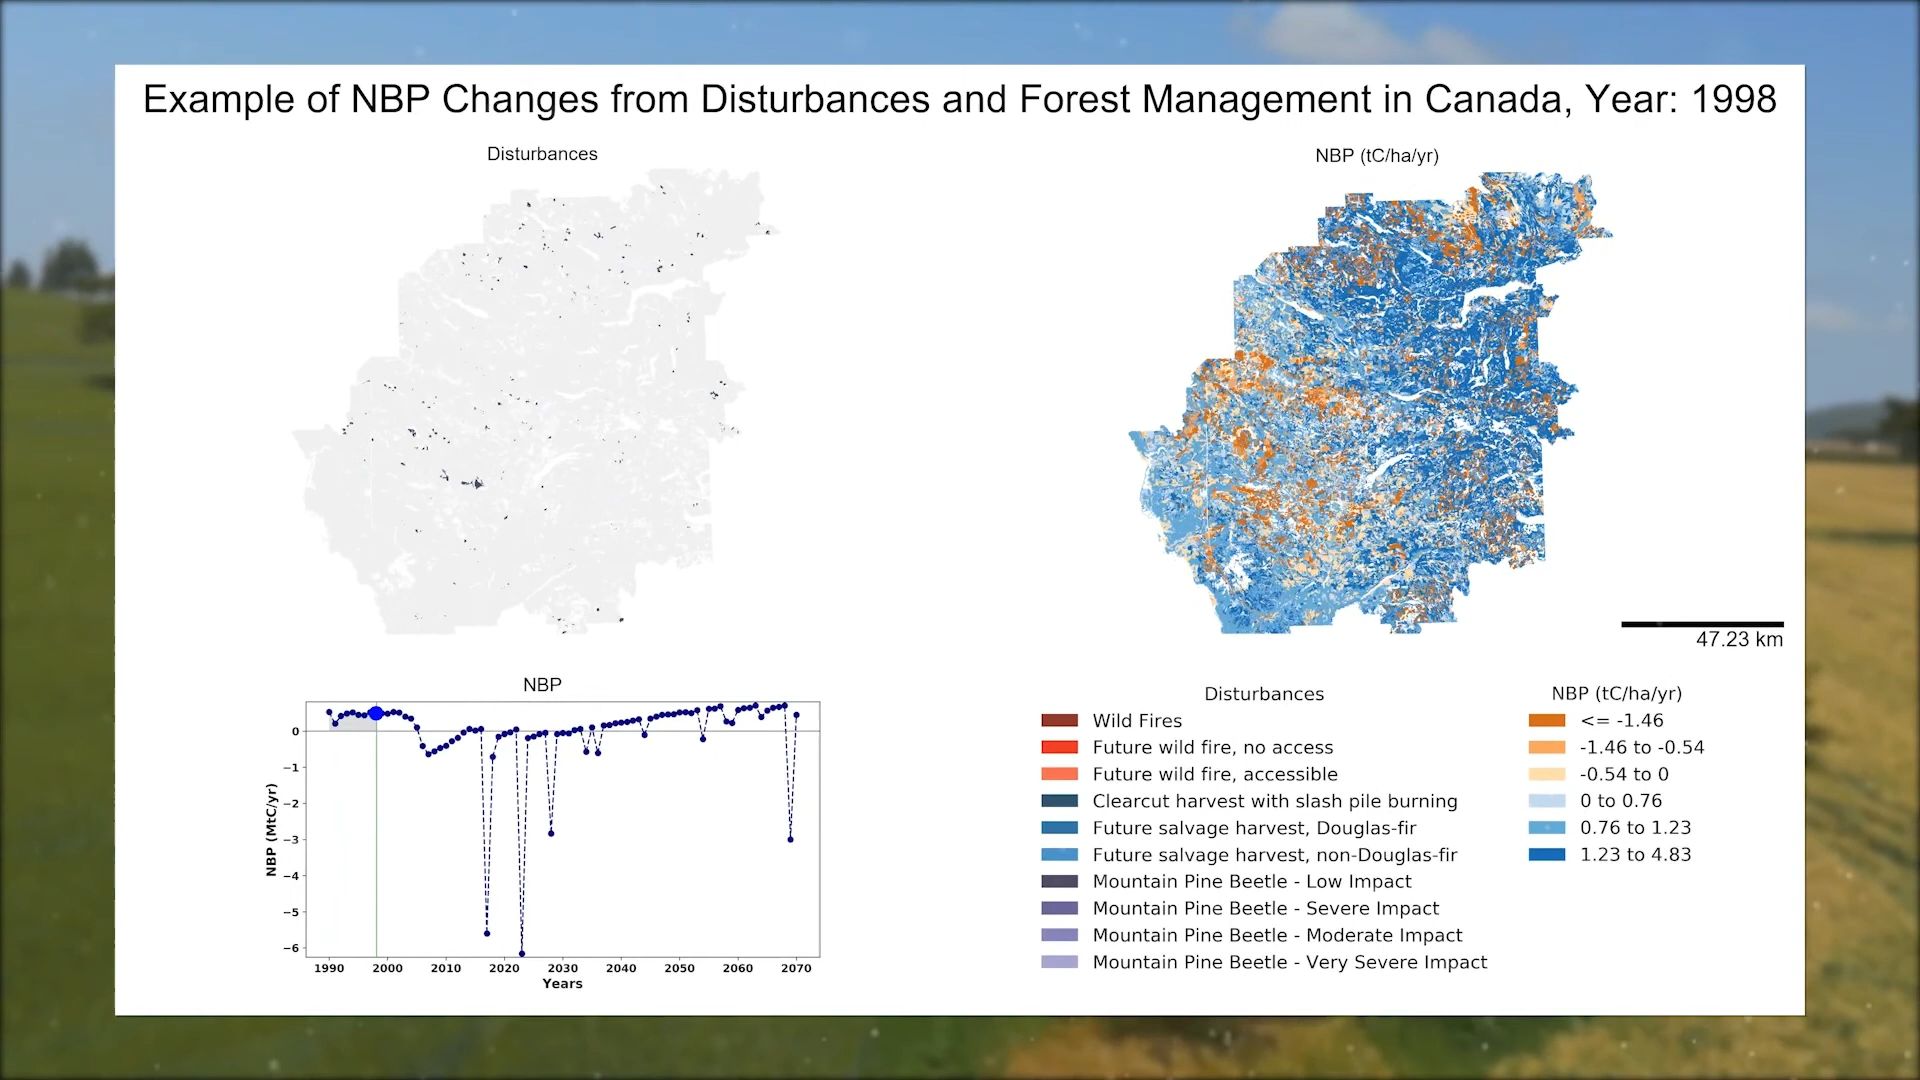 Example of NBP Changes from Disturbances and Forest Management in Canada, Year: 1998
Disturbances
NBP (tC/ha/yr)
47.23 km
NBP
NBP (MtC/yr)
0
−1
−2
−3
−4
−5
−6
1990 2000 2010 2020 2030 2040 2050 2060 2070
Years
Disturbances
Wild Fires
Future wild fire, no access
Future wild fire, accessible
Clearcut harvest with slash pile burning
Future salvage harvest, Douglas-fir
Future salvage harvest, non-Douglas-fir
Mountain Pine Beetle - Low Impact
Mountain Pine Beetle - Severe Impact
Mountain Pine Beetle - Moderate Impact
Mountain Pine Beetle - Very Severe Impact
NBP (tC/ha/yr)
<= -1.46
-1.46 to -0.54
-0.54 to 0
0 to 0.76
0.76 to 1.23
1.23 to 4.83